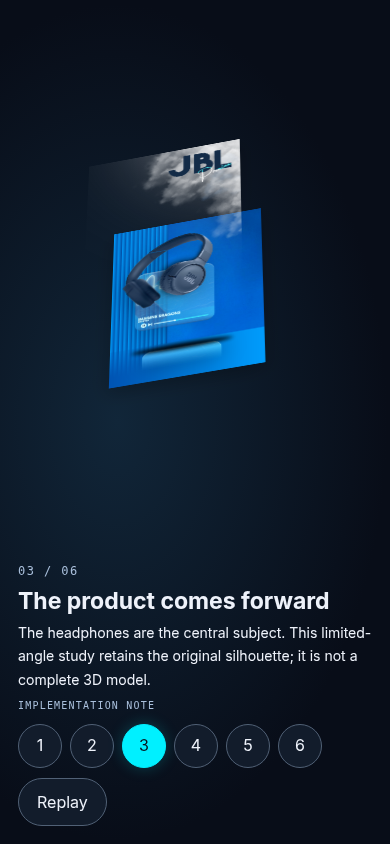 JBL
03 / 06
The product comes forward
The headphones are the central subject. This limited-
angle study retains the original silhouette; it is not a
complete 3D model.
IMPLEMENTATION NOTE
1 2 3 4 5 6
Replay